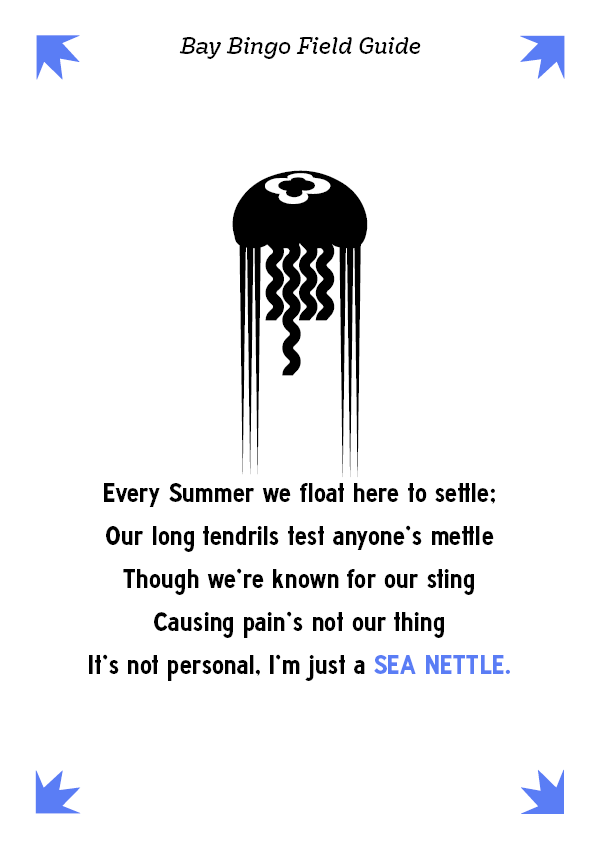 Bay Bingo Field Guide
Every Summer we float here to settle;
Our long tendrils test anyone's mettle
Though we're known for our sting
Causing pain's not our thing
It's not personal, I'm just a SEA NETTLE.